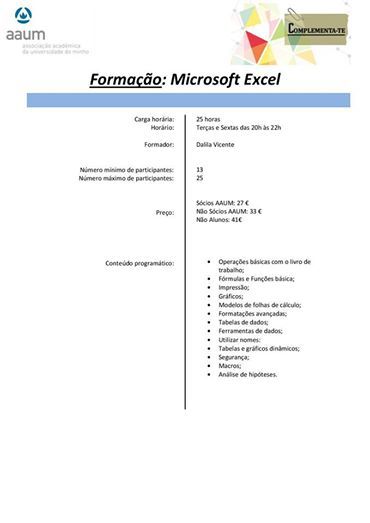 aaum
associação académica
da universidade do minho
COMPLEMENTA-TE
Formação: Microsoft Excel
Carga horária: 25 horas
Horário: Terças e Sextas das 20h às 22h
Formador: Dalila Vicente
Número mínimo de participantes: 13
Número máximo de participantes: 25
Sócios AAUM: 27 €
Preço: Não Sócios AAUM: 33 €
Não Alunos: 41€
Conteúdo programático: • Operações básicas com o livro de
trabalho;
• Fórmulas e Funções básica;
• Impressão;
• Gráficos;
• Modelos de folhas de cálculo;
• Formatações avançadas;
• Tabelas de dados;
• Ferramentas de dados;
• Utilizar nomes:
• Tabelas e gráficos dinâmicos;
• Segurança;
• Macros;
• Análise de hipóteses.